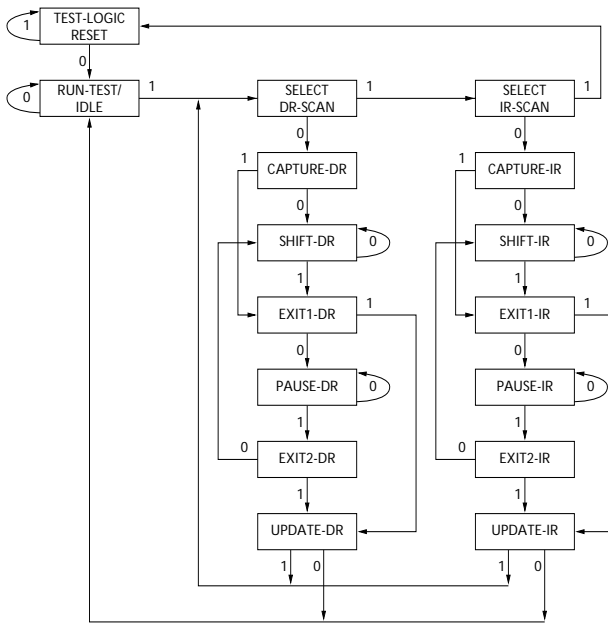 TEST-LOGIC
RESET
1
0
RUN-TEST/
IDLE
0
1
SELECT
DR-SCAN
1
SELECT
IR-SCAN
1
0
0
1
CAPTURE-DR
1
CAPTURE-IR
0
0
SHIFT-DR
0
SHIFT-IR
0
1
1
EXIT1-DR
1
EXIT1-IR
1
0
0
PAUSE-DR
0
PAUSE-IR
0
1
1
0
EXIT2-DR
0
EXIT2-IR
1
1
UPDATE-DR
UPDATE-IR
1
0
1
0